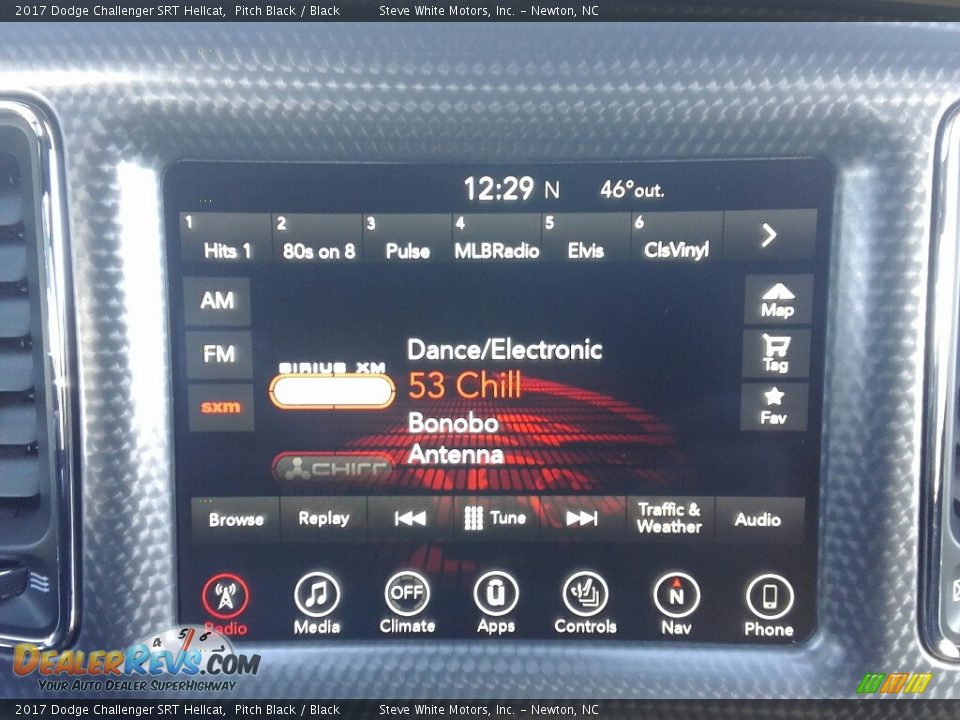 2017 Dodge Challenger SRT Hellcat, Pitch Black / Black Steve White Motors, Inc. - Newton, NC
12:29 N 46° out.
1 2 3 4 5 6
Hits 1 80s on 8 Pulse MLBRadio Elvis ClsVinyl
AM
FM
sxm
SIRIUS XM
Dance/Electronic
53 Chill
Bonobo
Antenna
CHILL
Map
Tag
Fav
Browse Replay Tune Traffic & Weather Audio
OFF N
Radio Media Climate Apps Controls Nav Phone
4 5 6
DEALERREVS.COM
YOUR AUTO DEALER SUPERHIGHWAY
2017 Dodge Challenger SRT Hellcat, Pitch Black / Black Steve White Motors, Inc. - Newton, NC